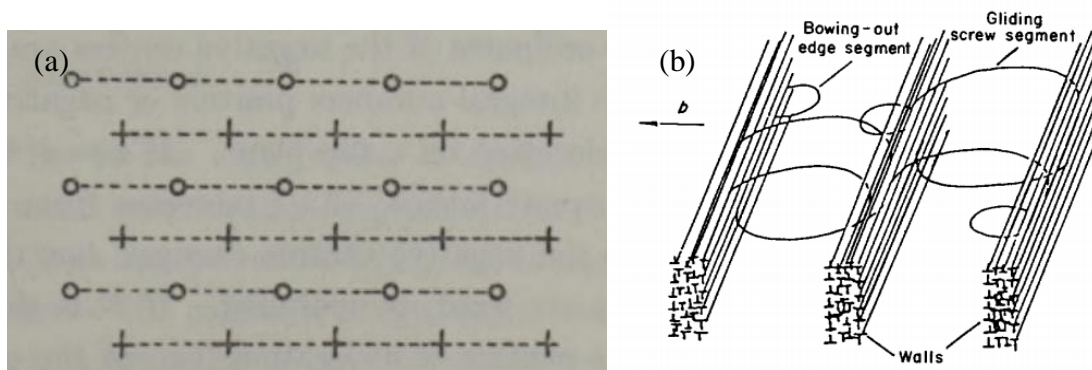 (a)
(b)
Bowing-out
edge segment
Gliding
screw segment
b
Walls